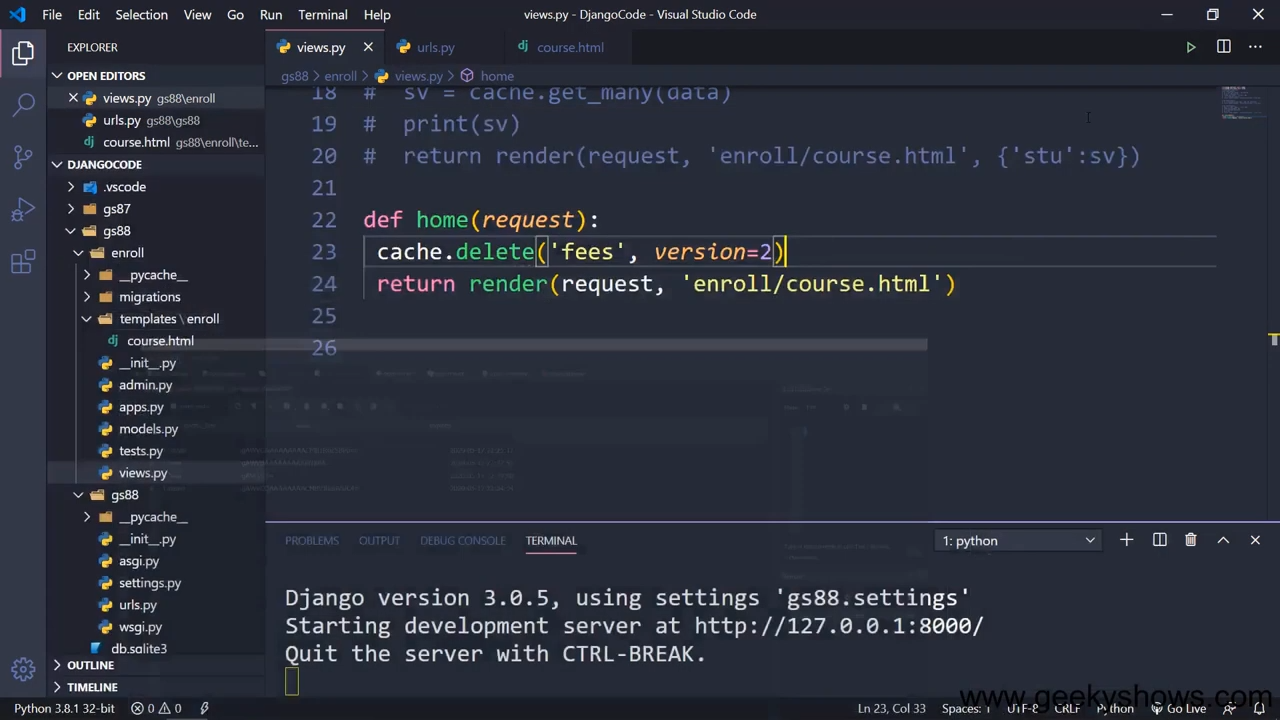 File Edit Selection View Go Run Terminal Help views.py - DjangoCode - Visual Studio Code
EXPLORER
OPEN EDITORS
views.py gs88\enroll
urls.py gs88\gs88
course.html gs88\enroll\te...
DJANGOCODE
.vscode
gs87
gs88
enroll
__pycache__
migrations
templates \ enroll
course.html
__init__.py
admin.py
apps.py
models.py
tests.py
views.py
gs88
__pycache__
__init__.py
asgi.py
settings.py
urls.py
wsgi.py
db.sqlite3
OUTLINE
TIMELINE
views.py urls.py course.html
gs88 > enroll > views.py > home
18 # sv = cache.get_many(data)
19 # print(sv)
20 # return render(request, 'enroll/course.html', {'stu':sv})
21
22 def home(request):
23 cache.delete('fees', version=2)
24 return render(request, 'enroll/course.html')
25
26
PROBLEMS OUTPUT DEBUG CONSOLE TERMINAL 1: python
Django version 3.0.5, using settings 'gs88.settings'
Starting development server at http://127.0.0.1:8000/
Quit the server with CTRL-BREAK.
www.geekyshows.com
Python 3.8.1 32-bit 0 0 Ln 23, Col 33 Spaces: 1 UTF-8 CRLF Python Go Live